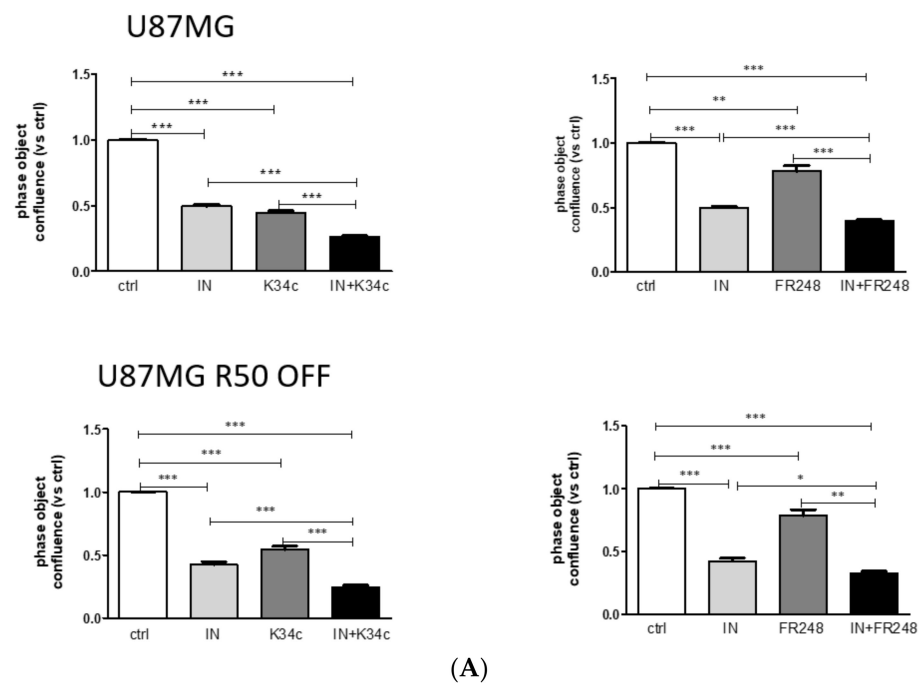 U87MG
phase object
confluence (vs ctrl)
1.5
1.0
0.5
0.0
***
***
***
***
***
ctrl IN K34c IN+K34c
phase object
confluence (vs ctrl)
1.5
1.0
0.5
0.0
***
**
*** ***
***
ctrl IN FR248 IN+FR248
U87MG R50 OFF
phase object
confluence (vs ctrl)
1.5
1.0
0.5
0.0
***
***
***
***
***
ctrl IN K34c IN+K34c
phase object
confluence (vs ctrl)
1.5
1.0
0.5
0.0
***
***
*** *
**
ctrl IN FR248 IN+FR248
(A)